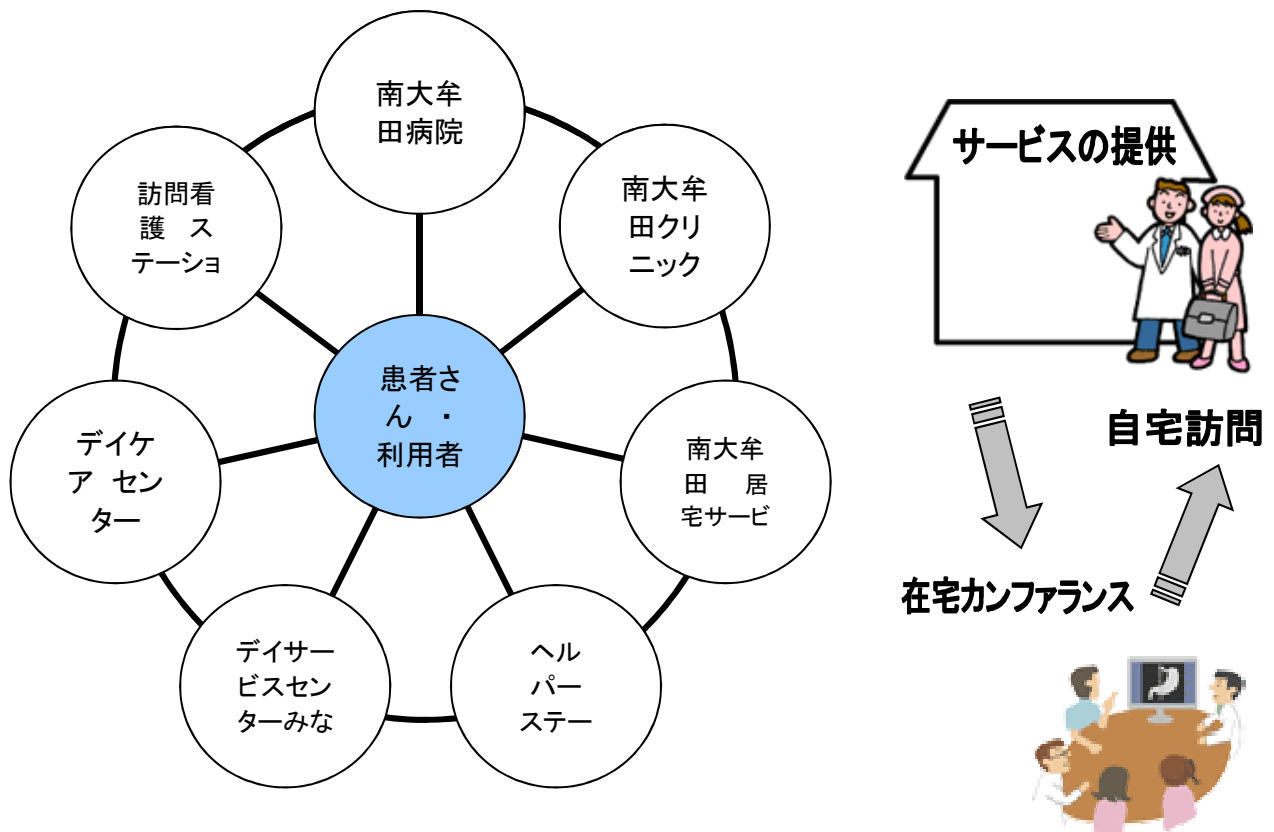 南大牟
田病院
南大牟
田クリ
ニック
南大牟
田 居
宅サービ
ヘル
パー
ステー
デイサー
ビスセン
ターみな
デイケ
ア セン
ター
訪問看
護 ス
テーショ
患者さ
ん ・
利用者
サービスの提供
自宅訪問
在宅カンファランス